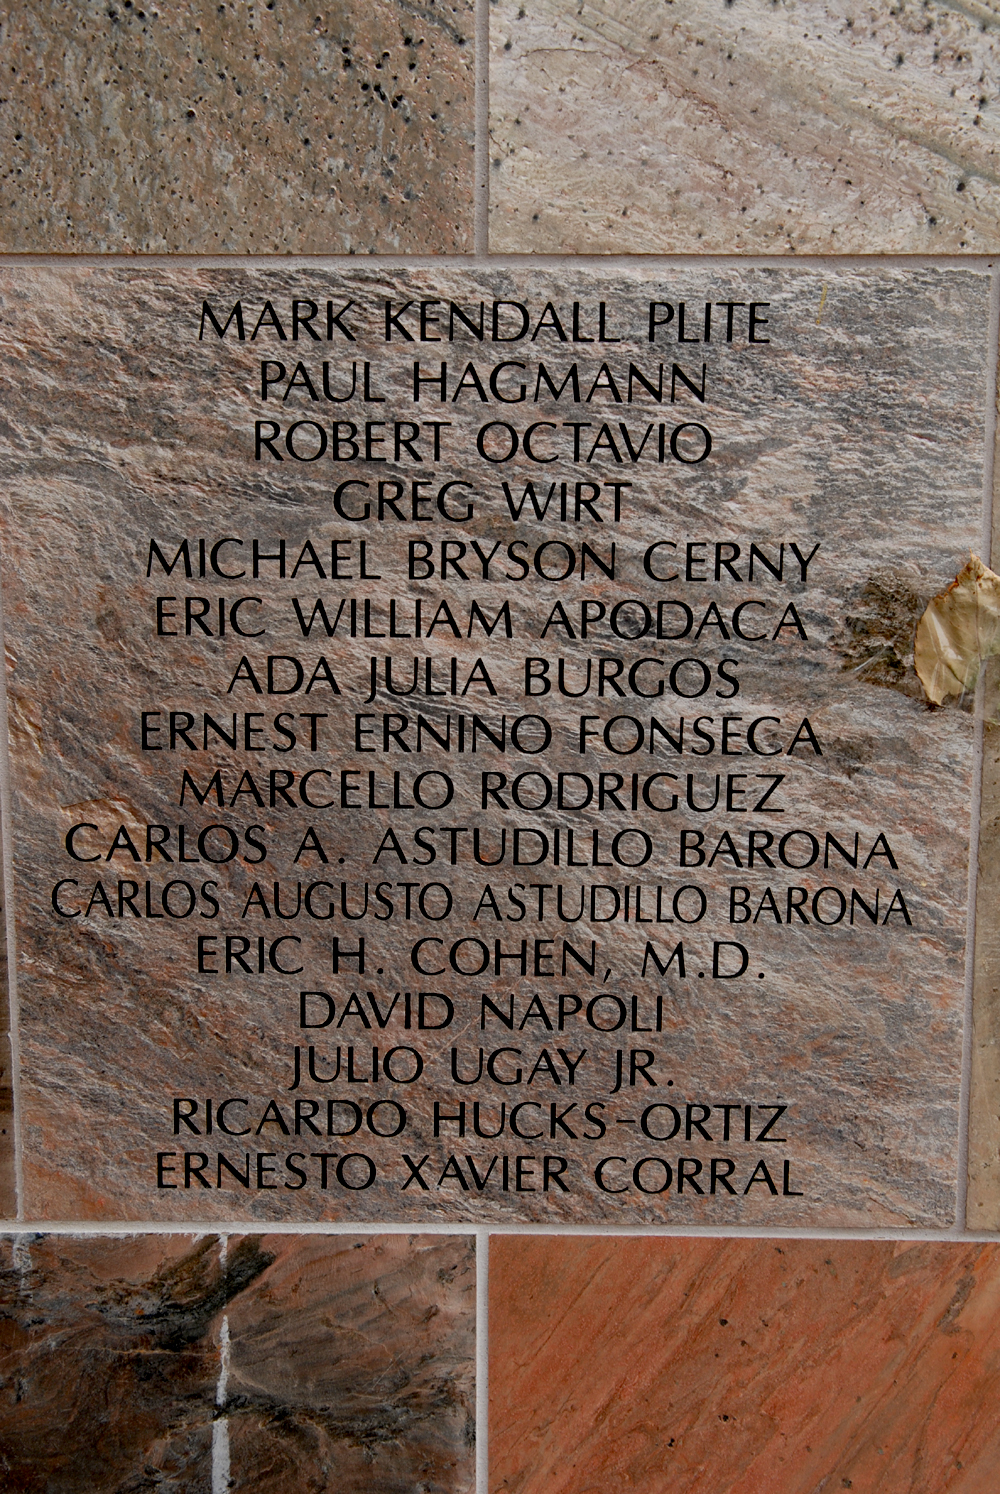 MARK KENDALL PLITE
PAUL HAGMANN
ROBERT OCTAVIO
GREG WIRT
MICHAEL BRYSON CERNY
ERIC WILLIAM APODACA
ADA JULIA BURGOS
ERNEST ERNINO FONSECA
MARCELLO RODRIGUEZ
CARLOS A. ASTUDILLO BARONA
CARLOS AUGUSTO ASTUDILLO BARONA
ERIC H. COHEN, M.D.
DAVID NAPOLI
JULIO UGAY JR.
RICARDO HUCKS-ORTIZ
ERNESTO XAVIER CORRAL